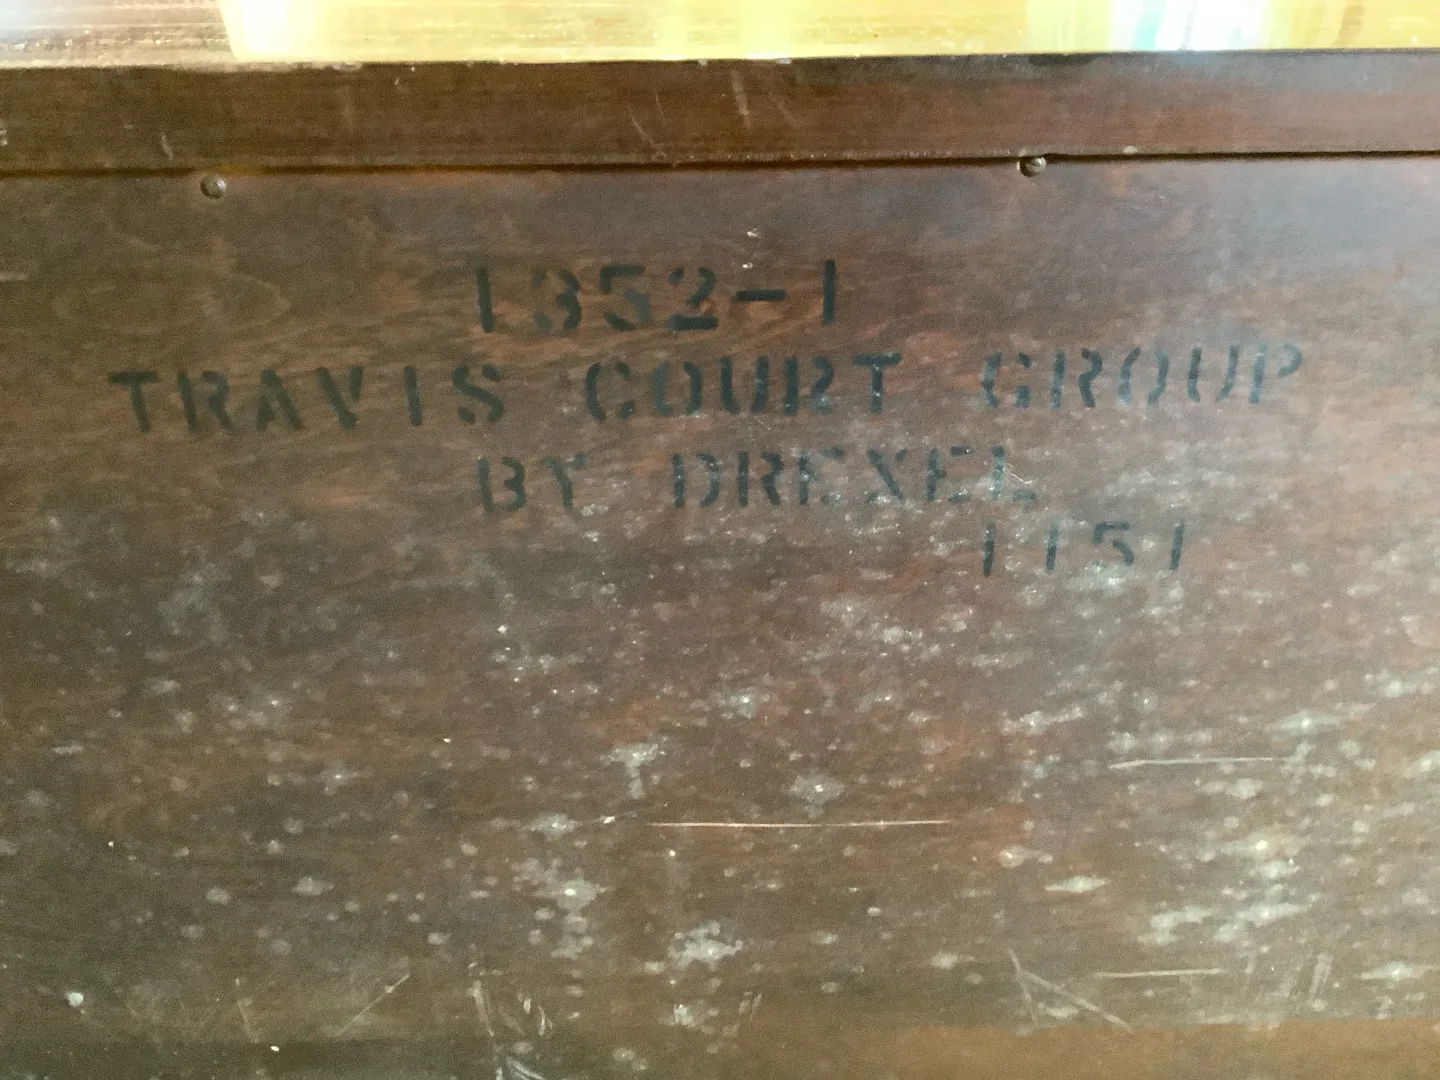 1352-1
TRAVIS COURT GROUP
BY DREXEL
1151